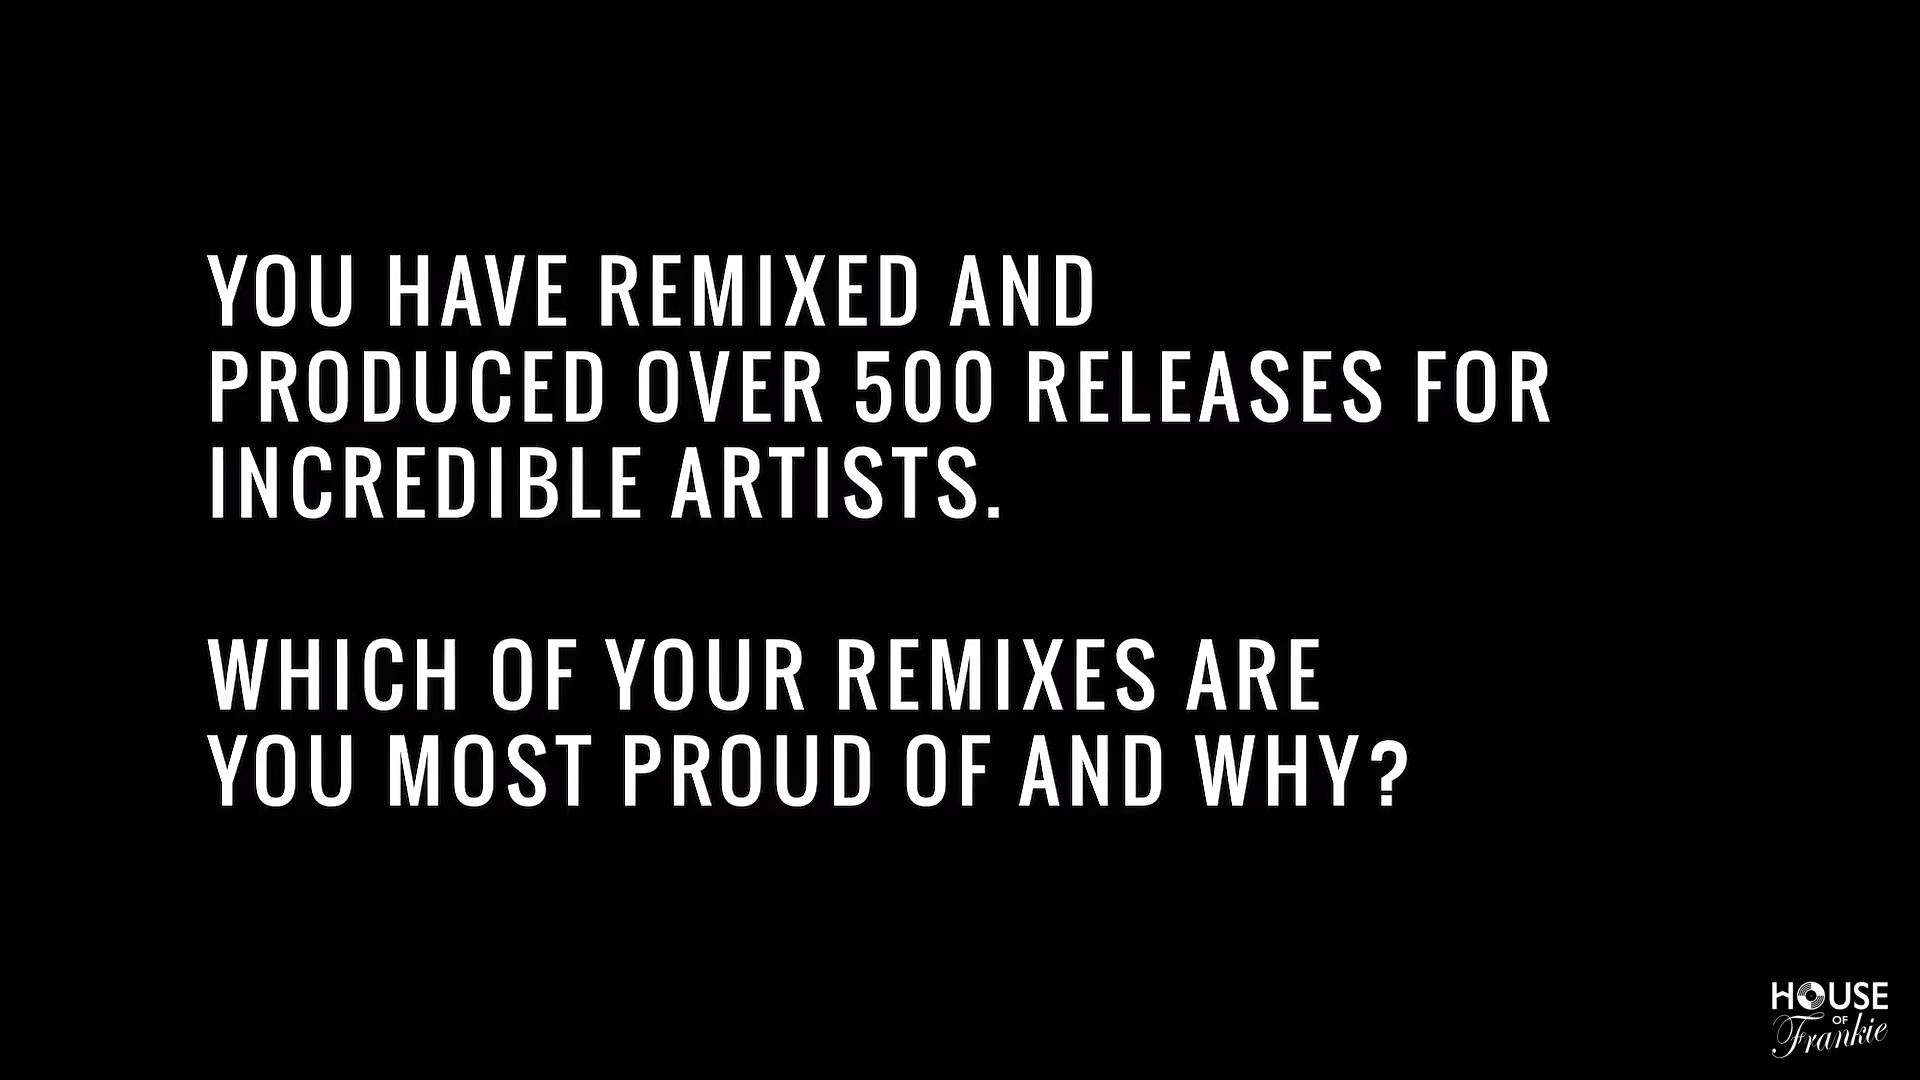 YOU HAVE REMIXED AND
PRODUCED OVER 500 RELEASES FOR
INCREDIBLE ARTISTS.
WHICH OF YOUR REMIXES ARE
YOU MOST PROUD OF AND WHY?
HOUSE
OF
Frankie